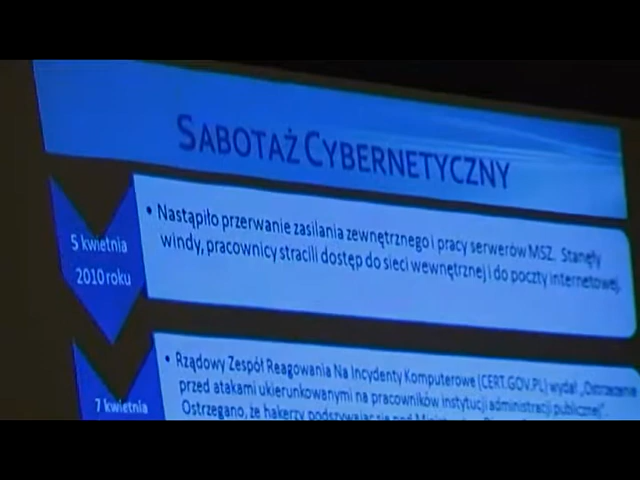 SABOTAŻ CYBERNETYCZNY
5 kwietnia
2010 roku
• Nastąpiło przerwanie zasilania zewnętrznego i pracy serwerów MSZ. Stanęły
windy, pracownicy stracili dostęp do sieci wewnętrznej i do poczty internetowej.
7 kwietnia
• Rządowy Zespół Reagowania Na Incydenty Komputerowe (CERT.GOV.PL) wydał „Ostrzeżenie
przed atakami ukierunkowanymi na pracowników instytucji administracji publicznej".
Ostrzegano, że hakerzy podszywając się pod